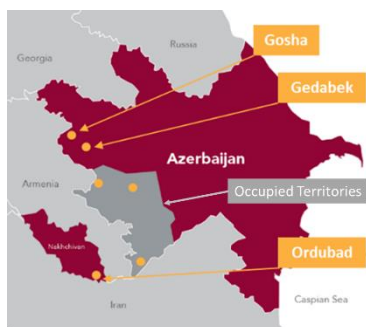 Russia
Gosha
Georgia
Gedabek
Azerbaijan
Armenia
Occupied Territories
Nakhchivan
Ordubad
Iran
Caspian Sea